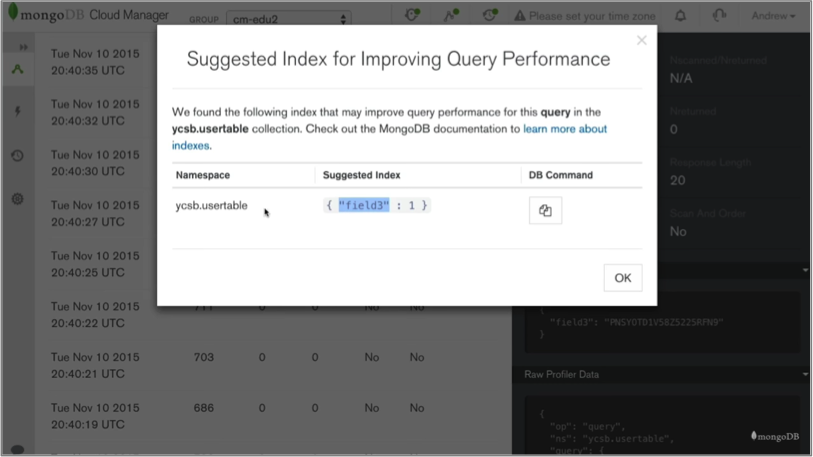 mongoDB Cloud Manager GROUP cm-edu2 Please set your time zone Andrew
Suggested Index for Improving Query Performance
We found the following index that may improve query performance for this query in the
ycsb.usertable collection. Check out the MongoDB documentation to learn more about
indexes.
Namespace Suggested Index DB Command
ycsb.usertable { "field3" : 1 }
OK
Tue Nov 10 2015
20:40:35 UTC
Tue Nov 10 2015
20:40:32 UTC
Tue Nov 10 2015
20:40:30 UTC
Tue Nov 10 2015
20:40:27 UTC
Tue Nov 10 2015
20:40:25 UTC
Tue Nov 10 2015
20:40:22 UTC
Tue Nov 10 2015 703 0 0 No No
20:40:21 UTC
Tue Nov 10 2015 686 0 0 No No
20:40:19 UTC
Nscanned/Nreturned
N/A
Nreturned
0
Response Length
20
Scan And Order
No
{
"field3":
}
Raw Profiler Data
{
"op": "query",
"ns": "ycsb.usertable",
"query": {
mongoDB